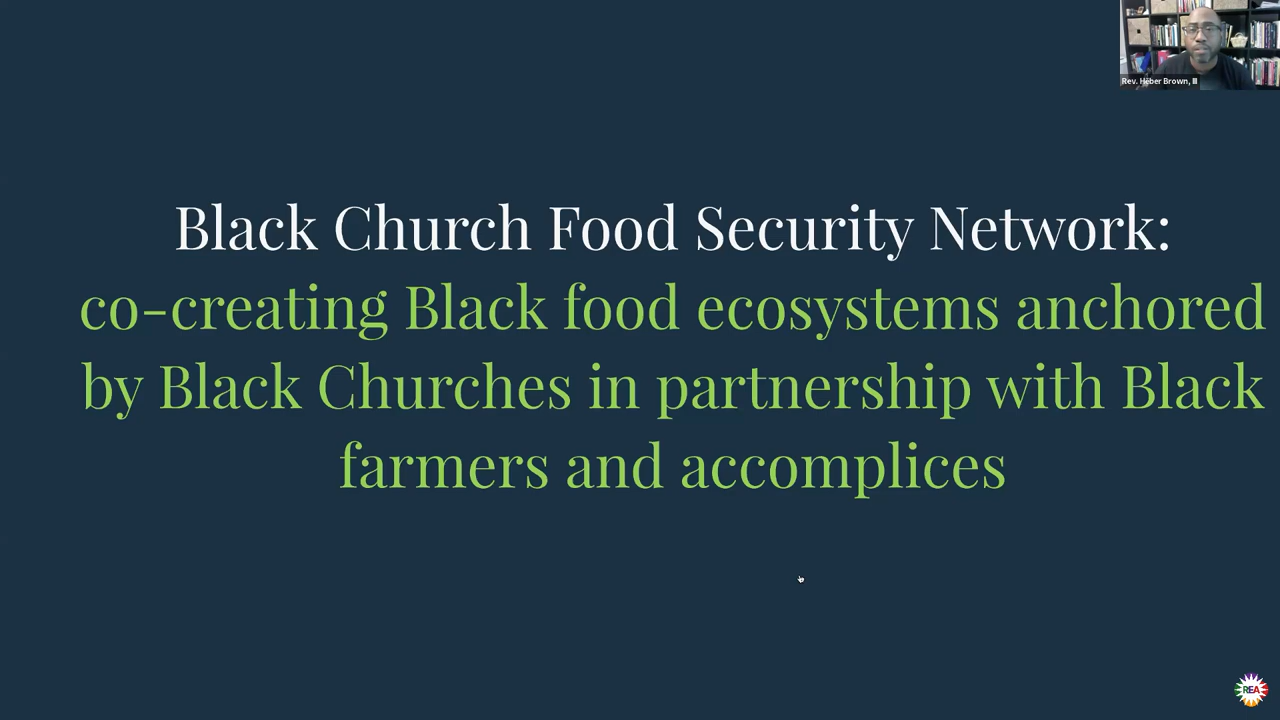 Rev. Heber Brown, III
Black Church Food Security Network:
co-creating Black food ecosystems anchored
by Black Churches in partnership with Black
farmers and accomplices
REA